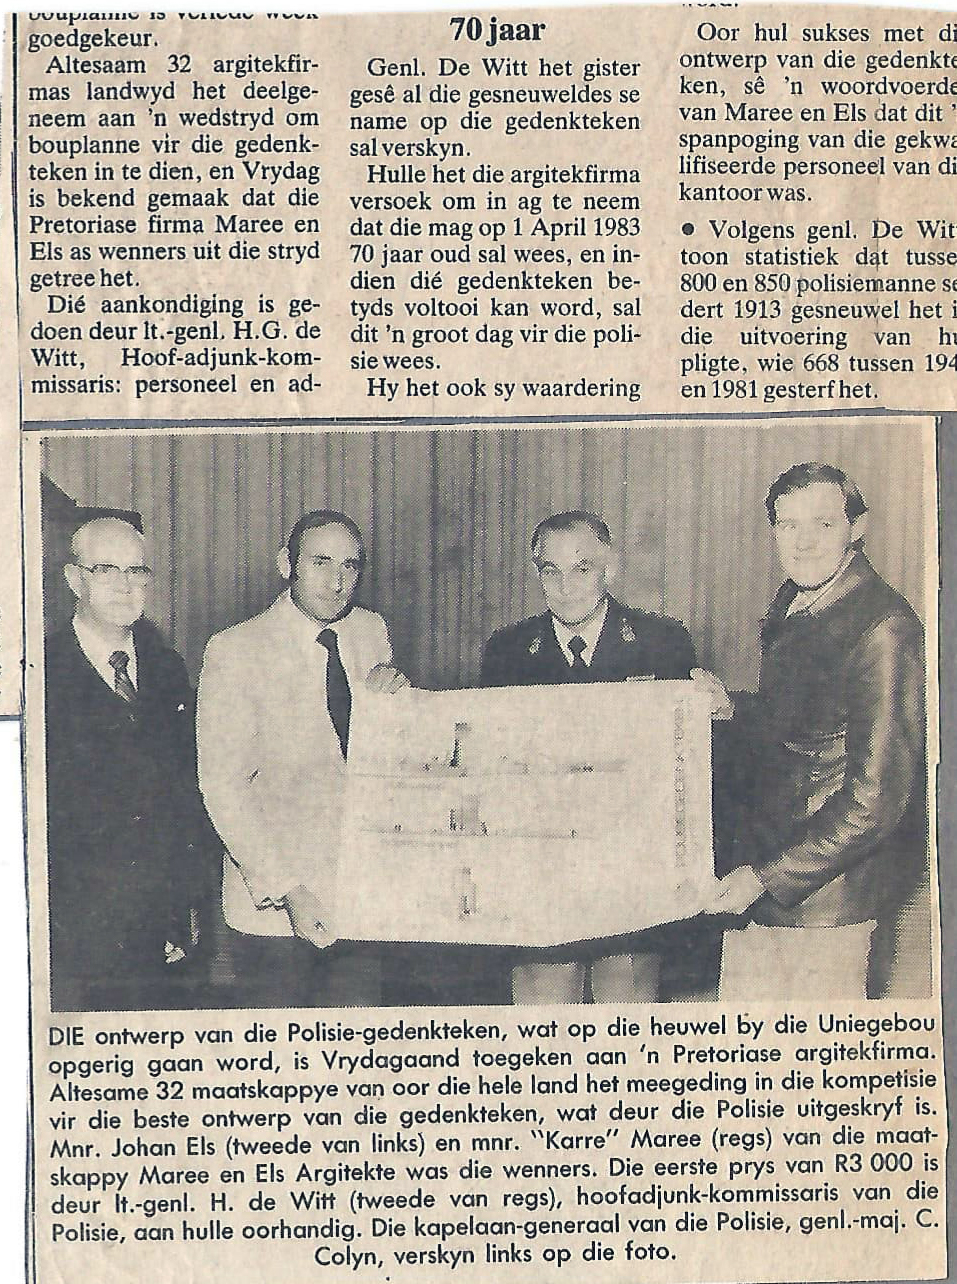 bouplanne is verlede week
goedgekeur.
Altesaam 32 argitekfir-
mas landwyd het deelge-
neem aan 'n wedstryd om
bouplanne vir die gedenk-
teken in te dien, en Vrydag
is bekend gemaak dat die
Pretoriase firma Maree en
Els as wenners uit die stryd
getree het.
Dié aankondiging is ge-
doen deur lt.-genl. H.G. de
Witt, Hoof-adjunk-kom-
missaris: personeel en ad-
70 jaar
Genl. De Witt het gister
gesê al die gesneuweldes se
name op die gedenkteken
sal verskyn.
Hulle het die argitekfirma
versoek om in ag te neem
dat die mag op 1 April 1983
70 jaar oud sal wees, en in-
dien dié gedenkteken be-
tyds voltooi kan word, sal
dit 'n groot dag vir die poli-
sie wees.
Hy het ook sy waardering
Oor hul sukses met di
ontwerp van die gedenkte
ken, sê 'n woordvoerde
van Maree en Els dat dit '
spanpoging van die gekwa
lifiseerde personeel van di
kantoor was.
• Volgens genl. De Wit
toon statistiek dat tusse
800 en 850 polisiemanne se
dert 1913 gesneuwel het i
die uitvoering van hu
pligte, wie 668 tussen 194
en 1981 gesterf het.
DIE ontwerp van die Polisie-gedenkteken, wat op die heuwel by die Uniegebou
opgerig gaan word, is Vrydagaand toegeken aan 'n Pretoriase argitekfirma.
Altesame 32 maatskappye van oor die hele land het meegeding in die kompetisie
vir die beste ontwerp van die gedenkteken, wat deur die Polisie uitgeskryf is.
Mnr. Johan Els (tweede van links) en mnr. "Karre" Maree (regs) van die maat-
skappy Maree en Els Argitekte was die wenners. Die eerste prys van R3 000 is
deur lt.-genl. H. de Witt (tweede van regs), hoofadjunk-kommissaris van die
Polisie, aan hulle oorhandig. Die kapelaan-generaal van die Polisie, genl.-maj. C.
Colyn, verskyn links op die foto.